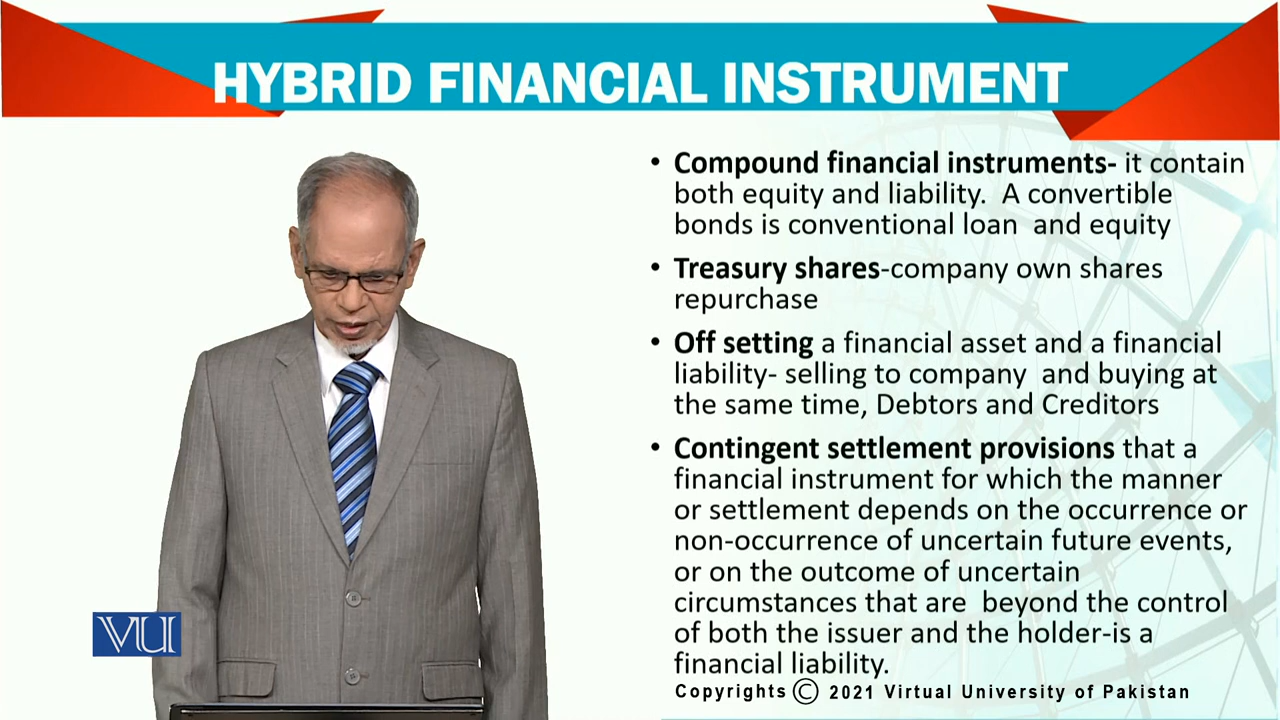 HYBRID FINANCIAL INSTRUMENT
• Compound financial instruments- it contain
both equity and liability. A convertible
bonds is conventional loan and equity
• Treasury shares-company own shares
repurchase
• Off setting a financial asset and a financial
liability- selling to company and buying at
the same time, Debtors and Creditors
• Contingent settlement provisions that a
financial instrument for which the manner
or settlement depends on the occurrence or
non-occurrence of uncertain future events,
or on the outcome of uncertain
circumstances that are beyond the control
of both the issuer and the holder-is a
financial liability.
VU
Copyrights © 2021 Virtual University of Pakistan